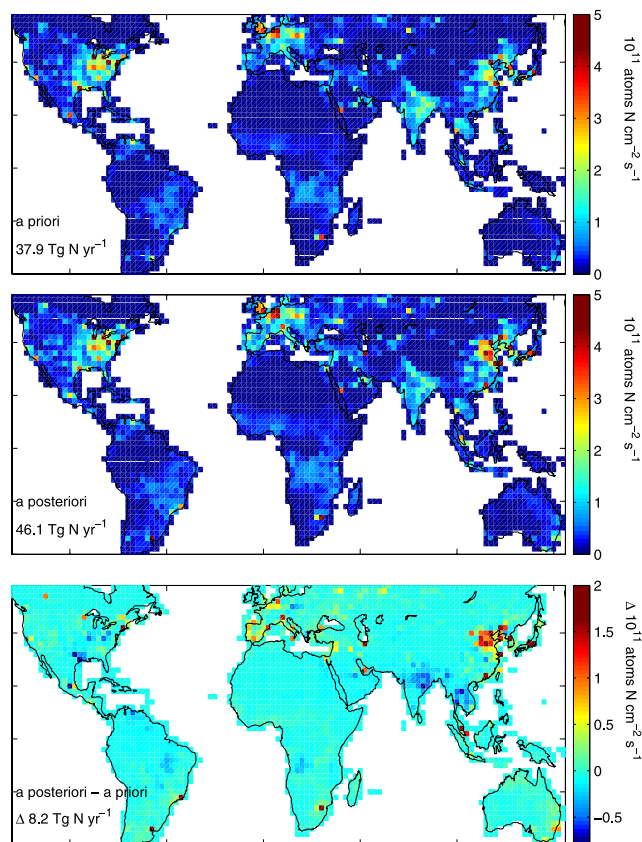 5
4
3
2
1
0
10¹¹ atoms N cm⁻² s⁻¹
a priori
37.9 Tg N yr⁻¹
5
4
3
2
1
0
10¹¹ atoms N cm⁻² s⁻¹
a posteriori
46.1 Tg N yr⁻¹
2
1.5
1
0.5
0
−0.5
Δ 10¹¹ atoms N cm⁻² s⁻¹
a posteriori − a priori
Δ 8.2 Tg N yr⁻¹